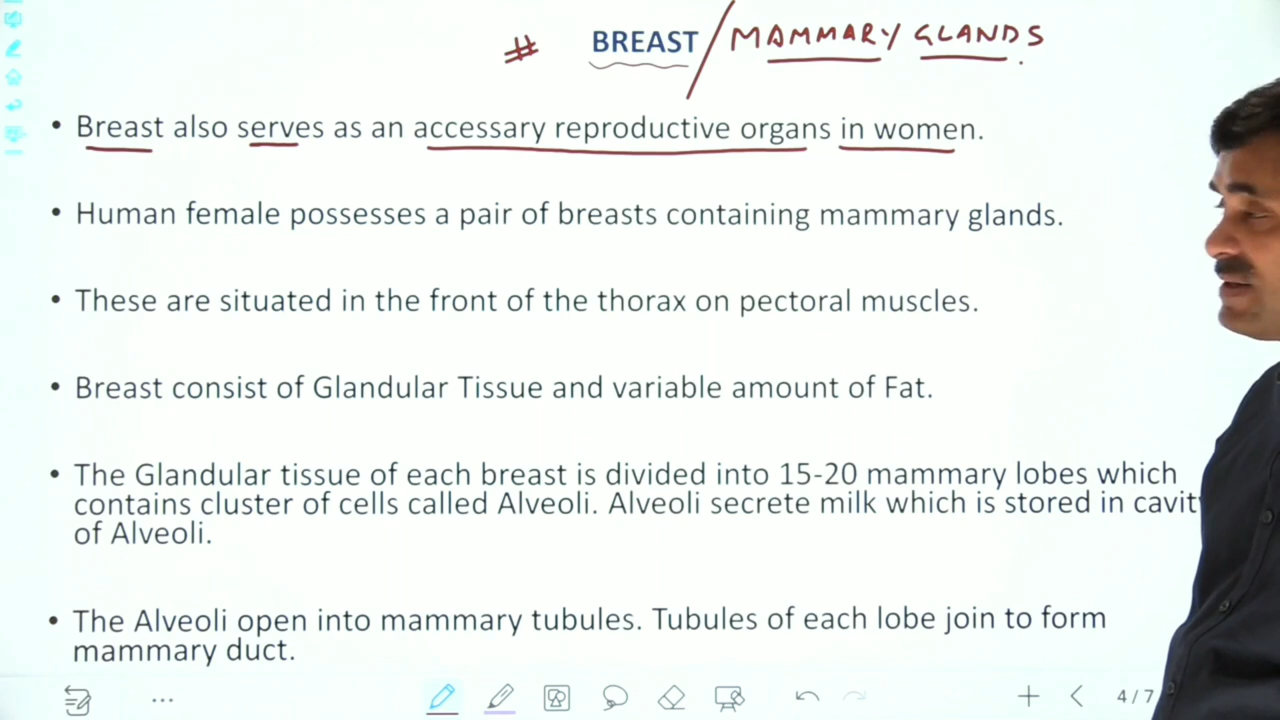 # BREAST / MAMMARY GLANDS
• Breast also serves as an accessary reproductive organs in women.
• Human female possesses a pair of breasts containing mammary glands.
• These are situated in the front of the thorax on pectoral muscles.
• Breast consist of Glandular Tissue and variable amount of Fat.
• The Glandular tissue of each breast is divided into 15-20 mammary lobes which
contains cluster of cells called Alveoli. Alveoli secrete milk which is stored in cavit
of Alveoli.
• The Alveoli open into mammary tubules. Tubules of each lobe join to form
mammary duct.
4/7